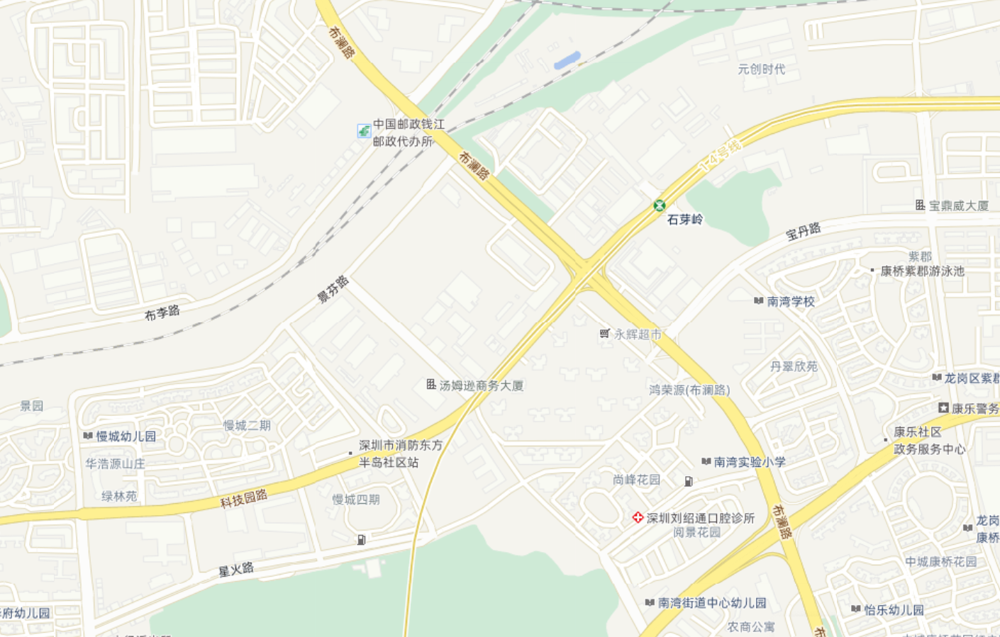 布澜路
元创时代
中国邮政钱江
邮政代办所
布澜路
14号线
石芽岭
宝鼎威大厦
宝丹路
紫郡
康桥紫郡游泳池
景芬路
南湾学校
布李路
永辉超市
丹翠欣苑
龙岗区紫郡
汤姆逊商务大厦
鸿荣源(布澜路)
景园
康乐警务
慢城二期
慢城幼儿园
康乐社区
政务服务中心
深圳市消防东方
半岛社区站
华浩源山庄
南湾实验小学
尚峰花园
绿林苑
科技园路
慢城四期
深圳刘绍通口腔诊所
阅景花园
布澜路
龙岗
康桥
星火路
中城康桥花园
南湾街道中心幼儿园
怡乐幼儿园
府幼儿园
农商公寓
布